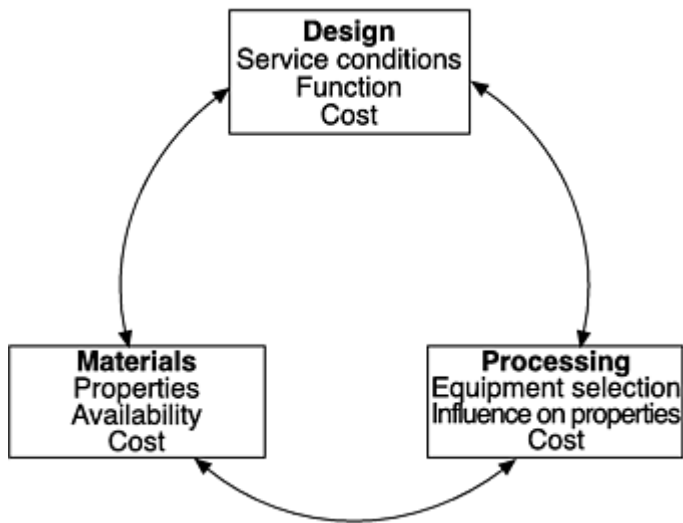 Design
Service conditions
Function
Cost
Materials
Properties
Availability
Cost
Processing
Equipment selection
Influence on properties
Cost